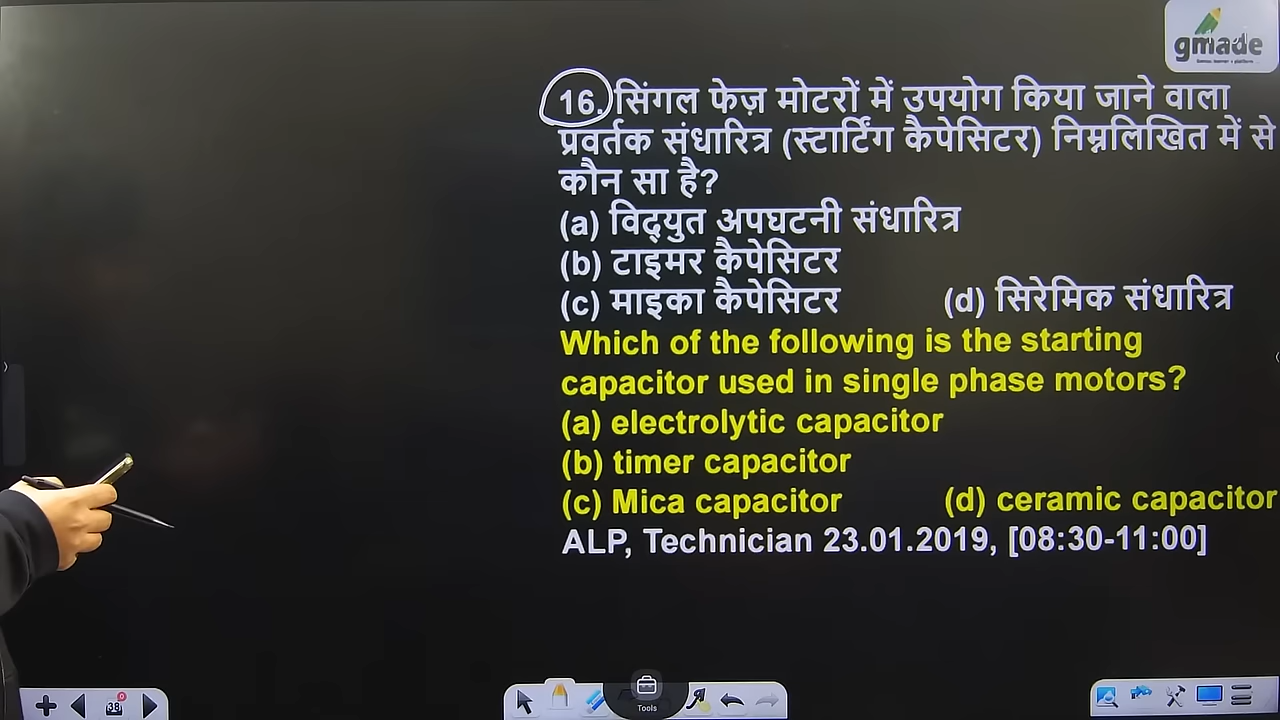 gmade
16. सिंगल फेज़ मोटरों में उपयोग किया जाने वाला
प्रवर्तक संधारित्र (स्टार्टिंग कैपेसिटर) निम्नलिखित में से
कौन सा है?
(a) विद्युत अपघटनी संधारित्र
(b) टाइमर कैपेसिटर
(c) माइका कैपेसिटर (d) सिरेमिक संधारित्र
Which of the following is the starting
capacitor used in single phase motors?
(a) electrolytic capacitor
(b) timer capacitor
(c) Mica capacitor (d) ceramic capacitor
ALP, Technician 23.01.2019, [08:30-11:00]
38
Tools